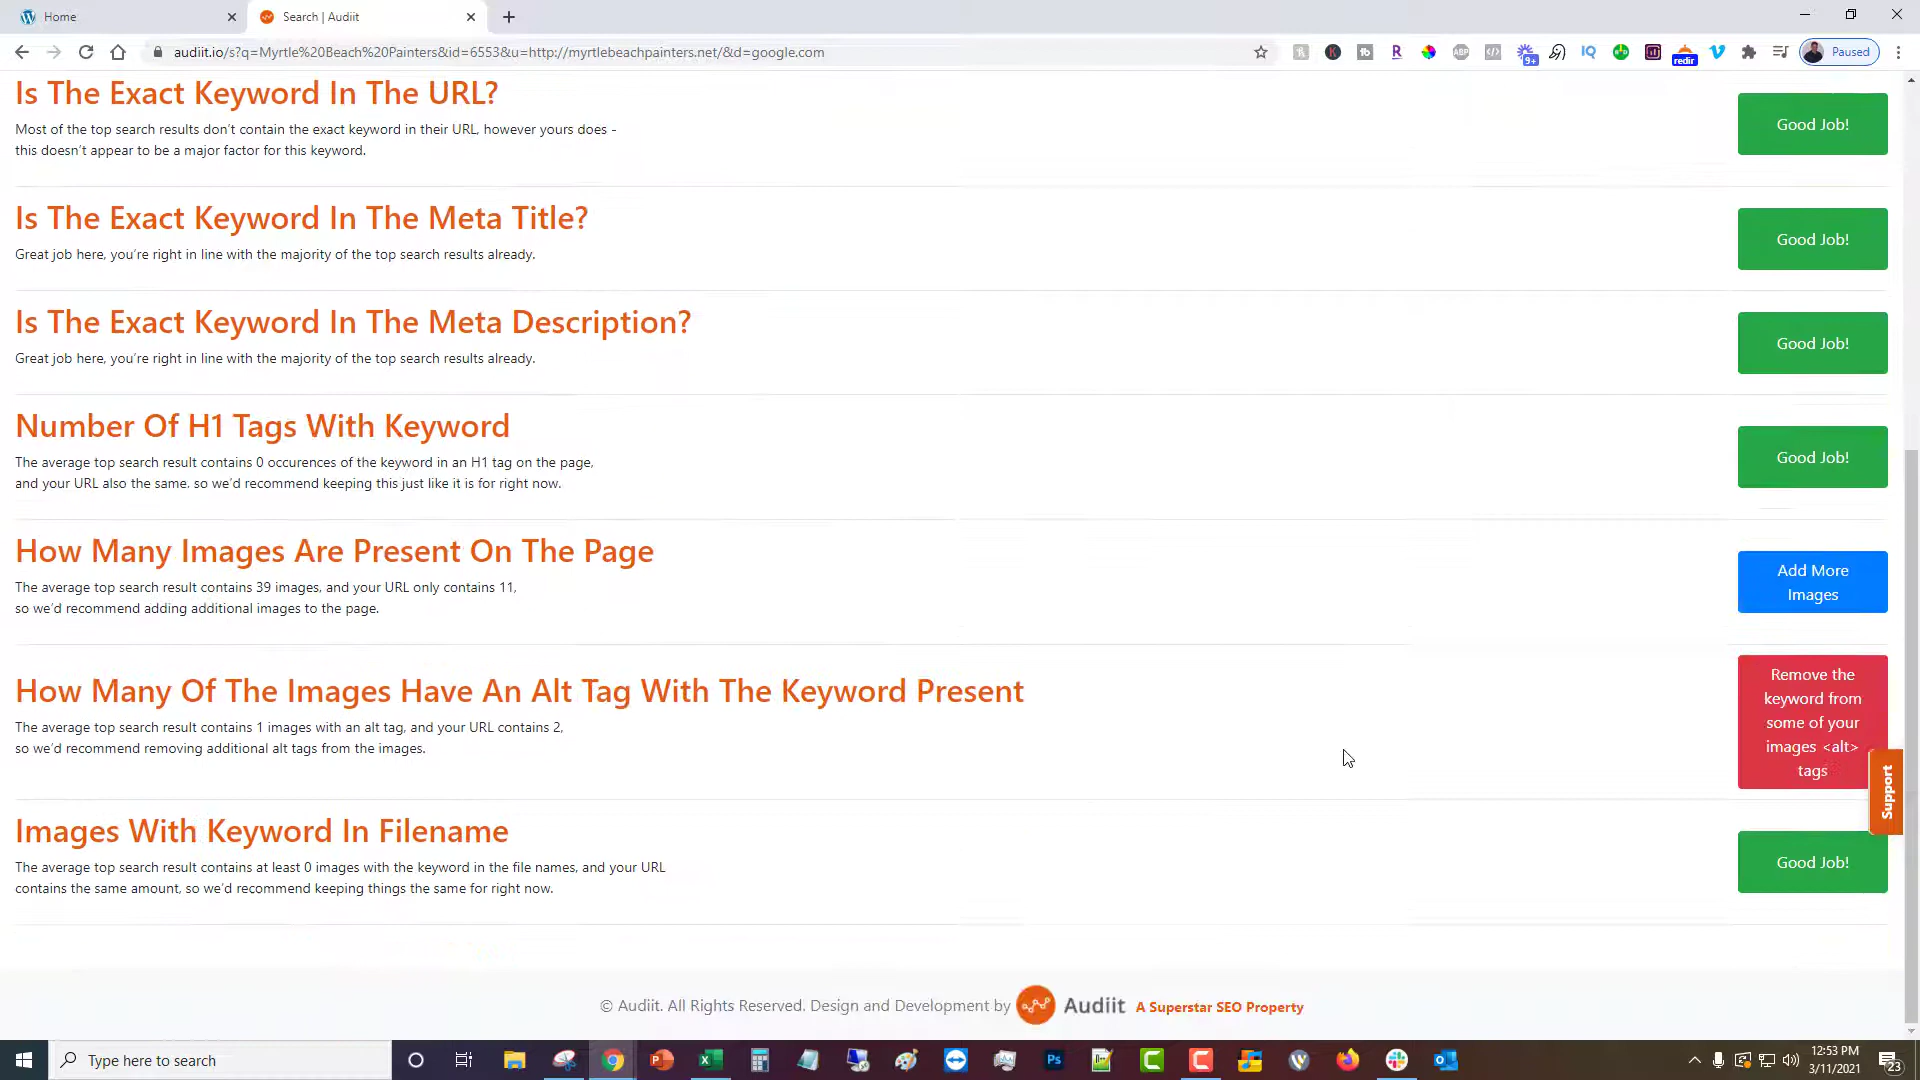 Home
Search | Audiit
audiit.io/s?q=Myrtle%20Beach%20Painters&id=6553&u=http://myrtlebeachpainters.net/&d=google.com
ABP
9+
IQ
redir
Paused
Is The Exact Keyword In The URL?
Most of the top search results don't contain the exact keyword in their URL, however yours does -
this doesn't appear to be a major factor for this keyword.
Good Job!
Is The Exact Keyword In The Meta Title?
Great job here, you're right in line with the majority of the top search results already.
Good Job!
Is The Exact Keyword In The Meta Description?
Great job here, you're right in line with the majority of the top search results already.
Good Job!
Number Of H1 Tags With Keyword
The average top search result contains 0 occurences of the keyword in an H1 tag on the page,
and your URL also the same. so we'd recommend keeping this just like it is for right now.
Good Job!
How Many Images Are Present On The Page
The average top search result contains 39 images, and your URL only contains 11,
so we'd recommend adding additional images to the page.
Add More
Images
How Many Of The Images Have An Alt Tag With The Keyword Present
The average top search result contains 1 images with an alt tag, and your URL contains 2,
so we'd recommend removing additional alt tags from the images.
Remove the
keyword from
some of your
images <alt>
tags
Support
Images With Keyword In Filename
The average top search result contains at least 0 images with the keyword in the file names, and your URL
contains the same amount, so we'd recommend keeping things the same for right now.
Good Job!
© Audiit. All Rights Reserved. Design and Development by Audiit A Superstar SEO Property
Type here to search
Ps
12:53 PM
3/11/2021
23